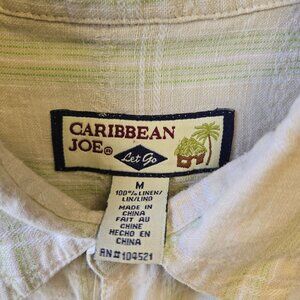 CARIBBEAN
JOE®
Let Go
M
100% LINEN/
LIN/LINO
MADE IN
CHINA
FAIT AU
CHINE
HECHO EN
CHINA
RN#104521